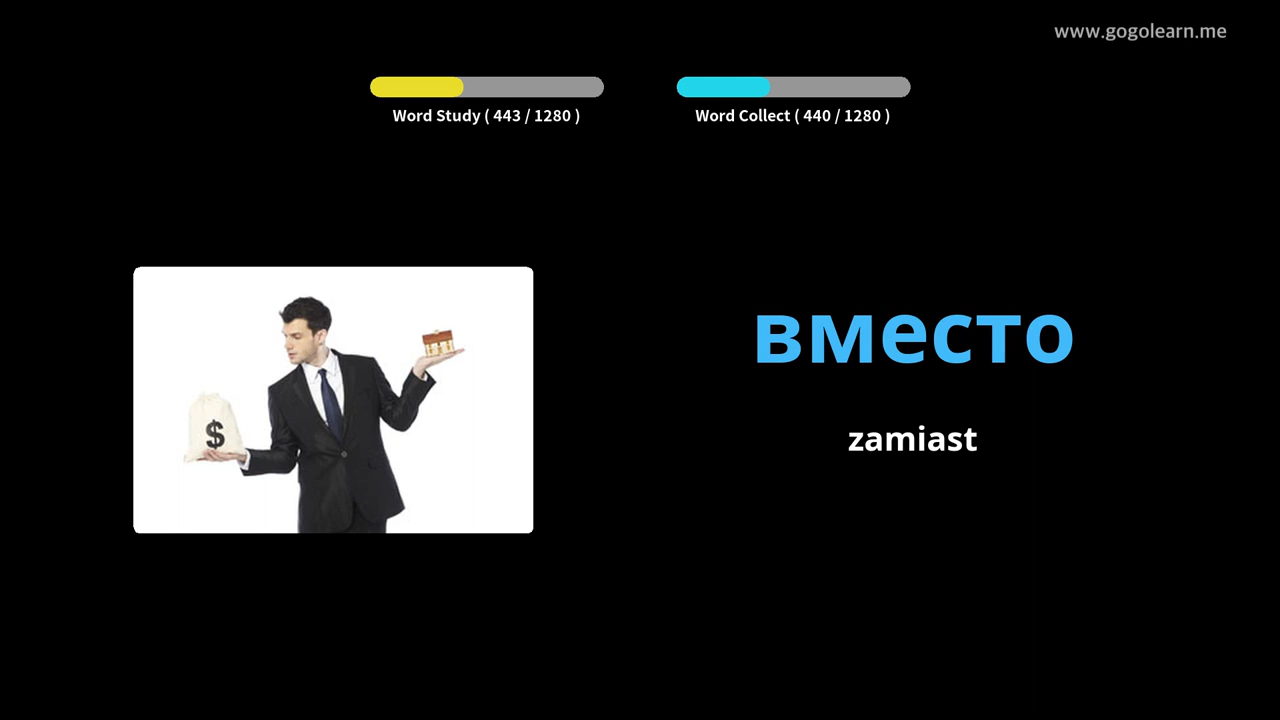 www.gogolearn.me
Word Study ( 443 / 1280 )
Word Collect ( 440 / 1280 )
вместо
$
zamiast